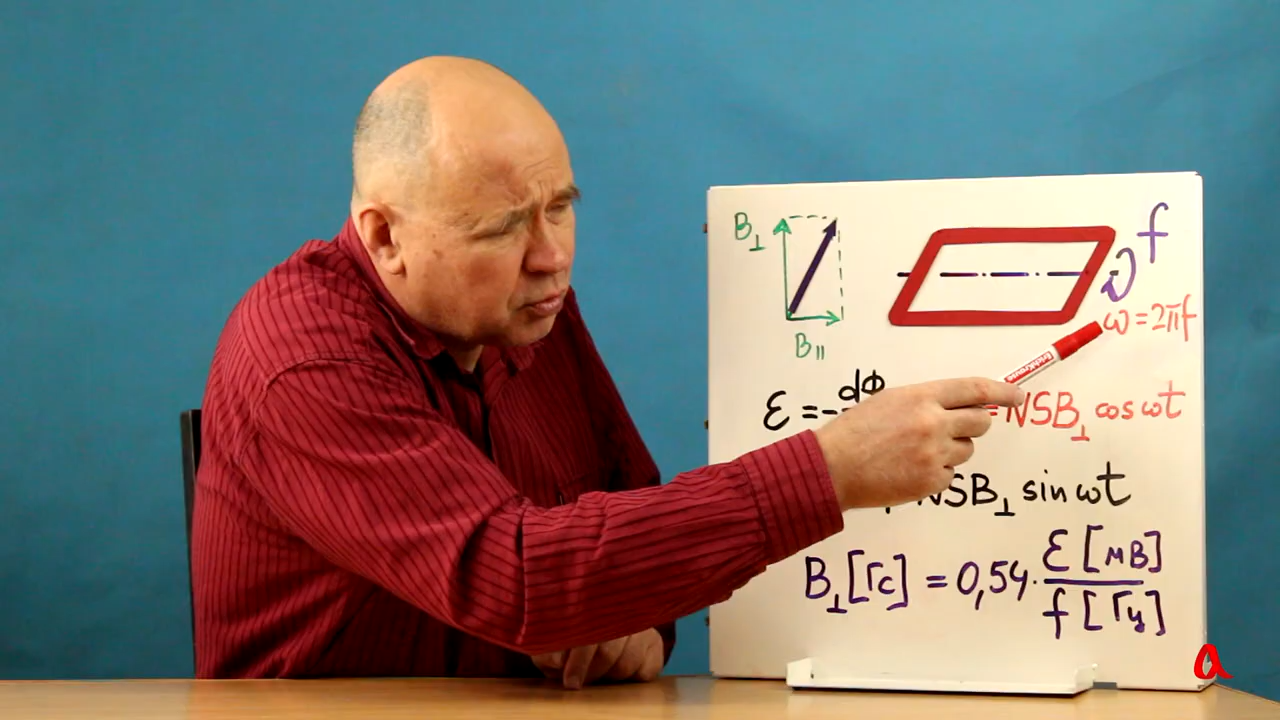 B⊥
f
B∥
ω = 2πf
ε = - dΦ
= NSB⊥ cos ωt
NSB⊥ sin ωt
B⊥ [Гс] = 0,54 · ε [мВ] / f [Гц]
a